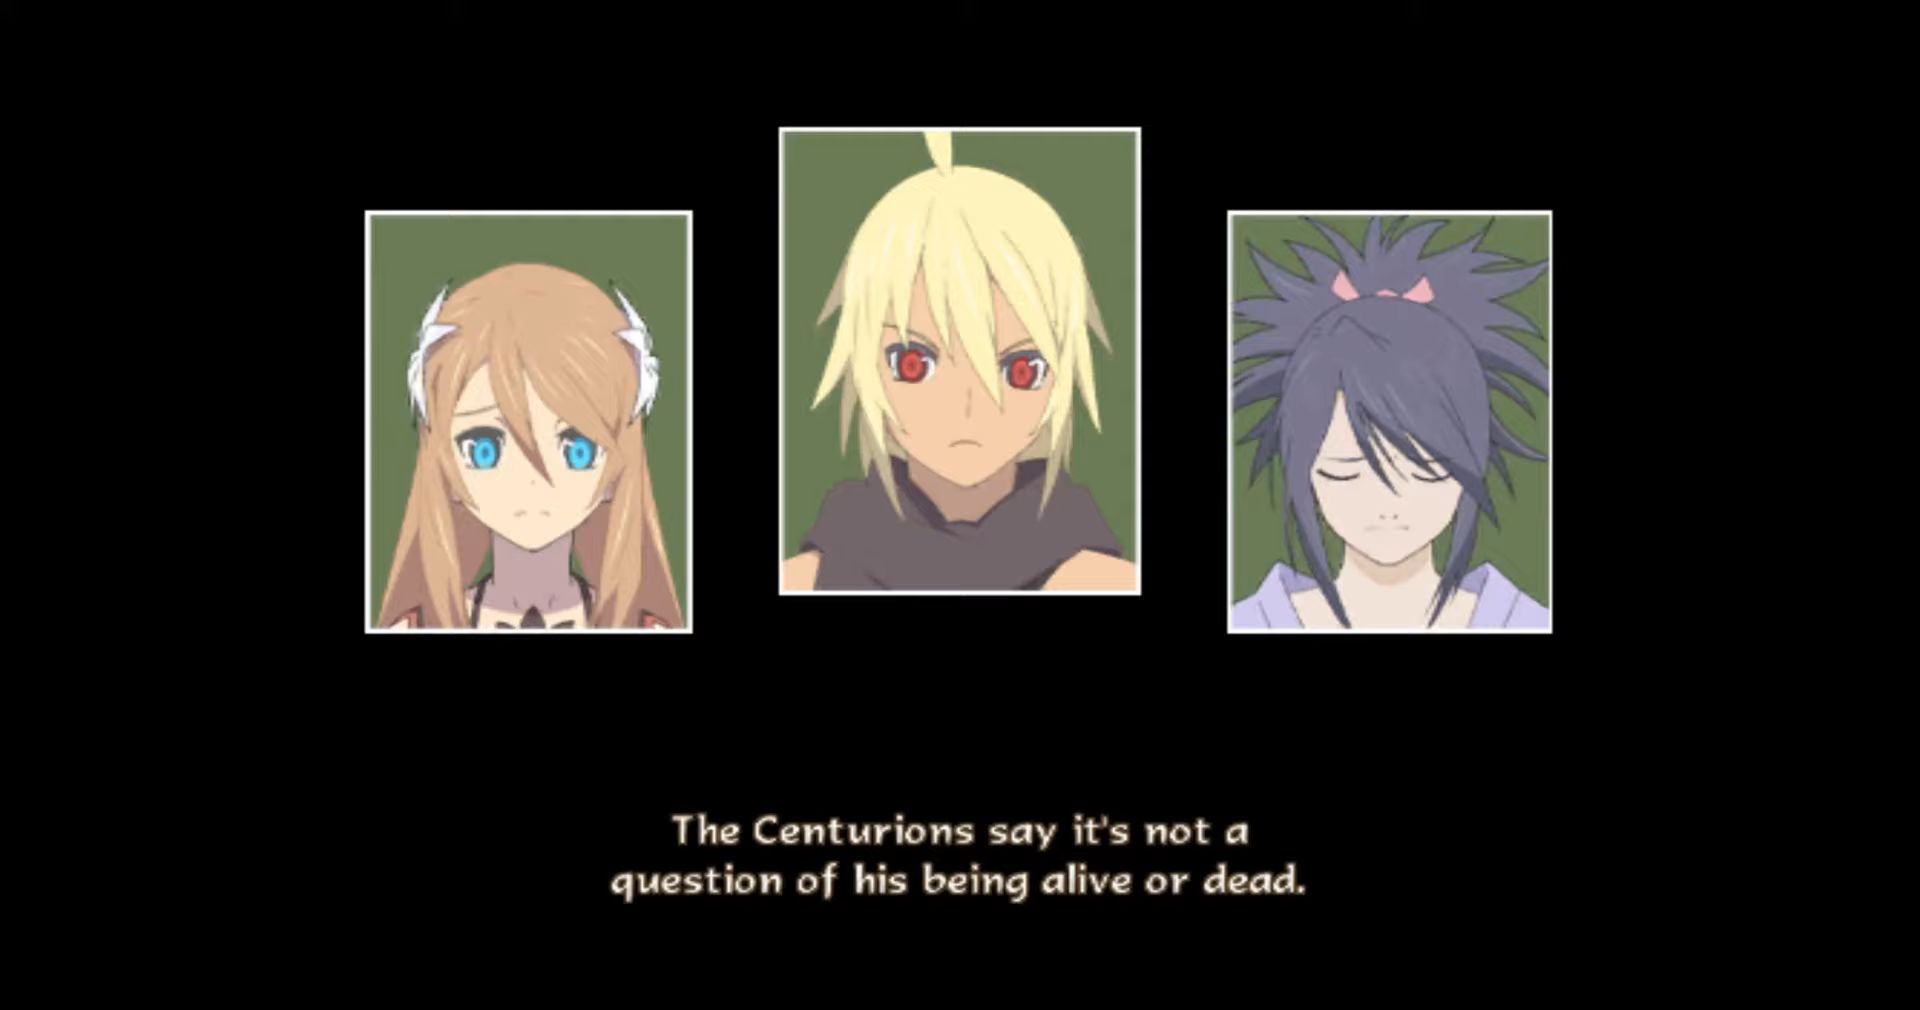 The Centurions say it's not a
question of his being alive or dead.